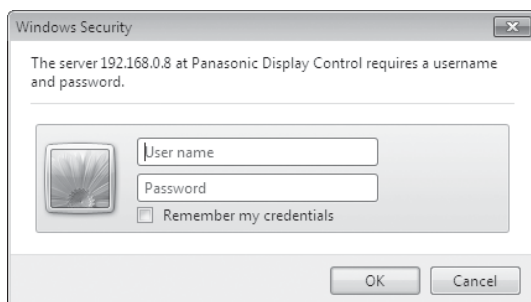 Windows Security
The server 192.168.0.8 at Panasonic Display Control requires a username
and password.
User name
Password
Remember my credentials
OK
Cancel